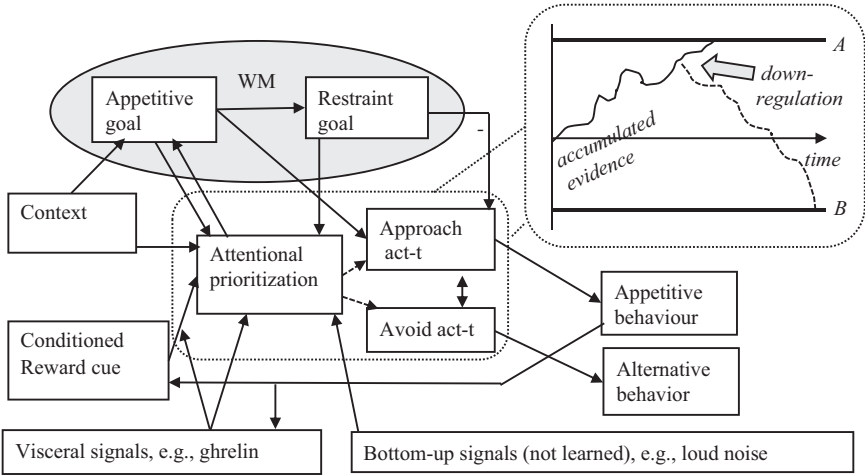 WM
Appetitive
goal
Restraint
goal
-
A
down-
regulation
accumulated
evidence
time
B
Context
Attentional
prioritization
Approach
act-t
Avoid act-t
Appetitive
behaviour
Alternative
behavior
Conditioned
Reward cue
Visceral signals, e.g., ghrelin
Bottom-up signals (not learned), e.g., loud noise